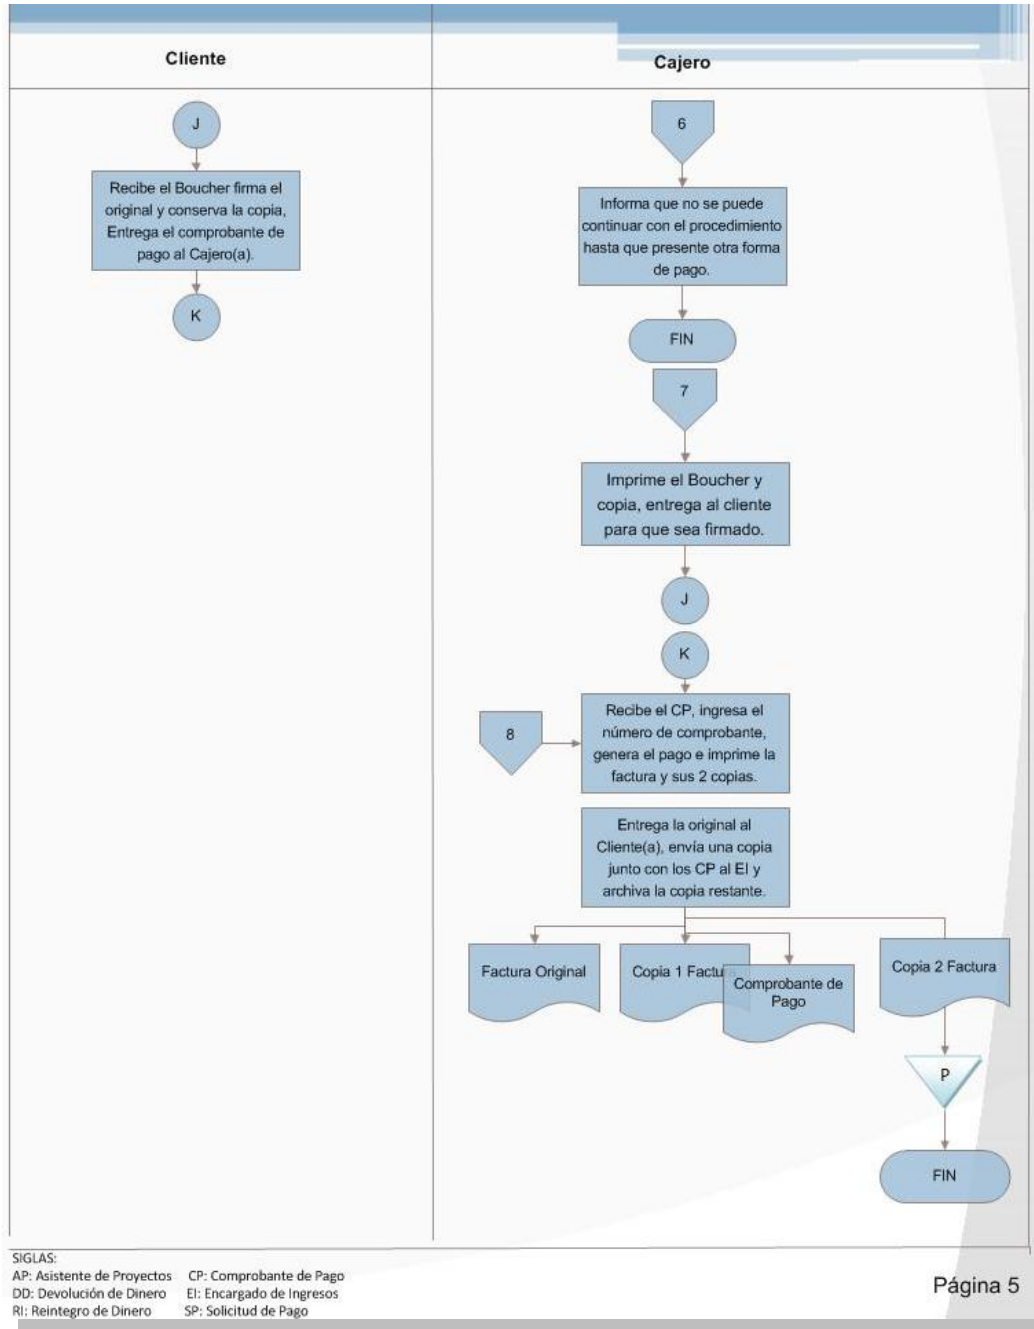 Cliente
Cajero
J
Recibe el Boucher firma el
original y conserva la copia,
Entrega el comprobante de
pago al Cajero(a).
K
6
Informa que no se puede
continuar con el procedimiento
hasta que presente otra forma
de pago.
FIN
7
Imprime el Boucher y
copia, entrega al cliente
para que sea firmado.
J
K
8
Recibe el CP, ingresa el
número de comprobante,
genera el pago e imprime la
factura y sus 2 copias.
Entrega la original al
Cliente(a), envía una copia
junto con los CP al EI y
archiva la copia restante.
Factura Original
Copia 1 Factura
Comprobante de
Pago
Copia 2 Factura
P
FIN
SIGLAS:
AP: Asistente de Proyectos CP: Comprobante de Pago
DD: Devolución de Dinero EI: Encargado de Ingresos
RI: Reintegro de Dinero SP: Solicitud de Pago
Página 5